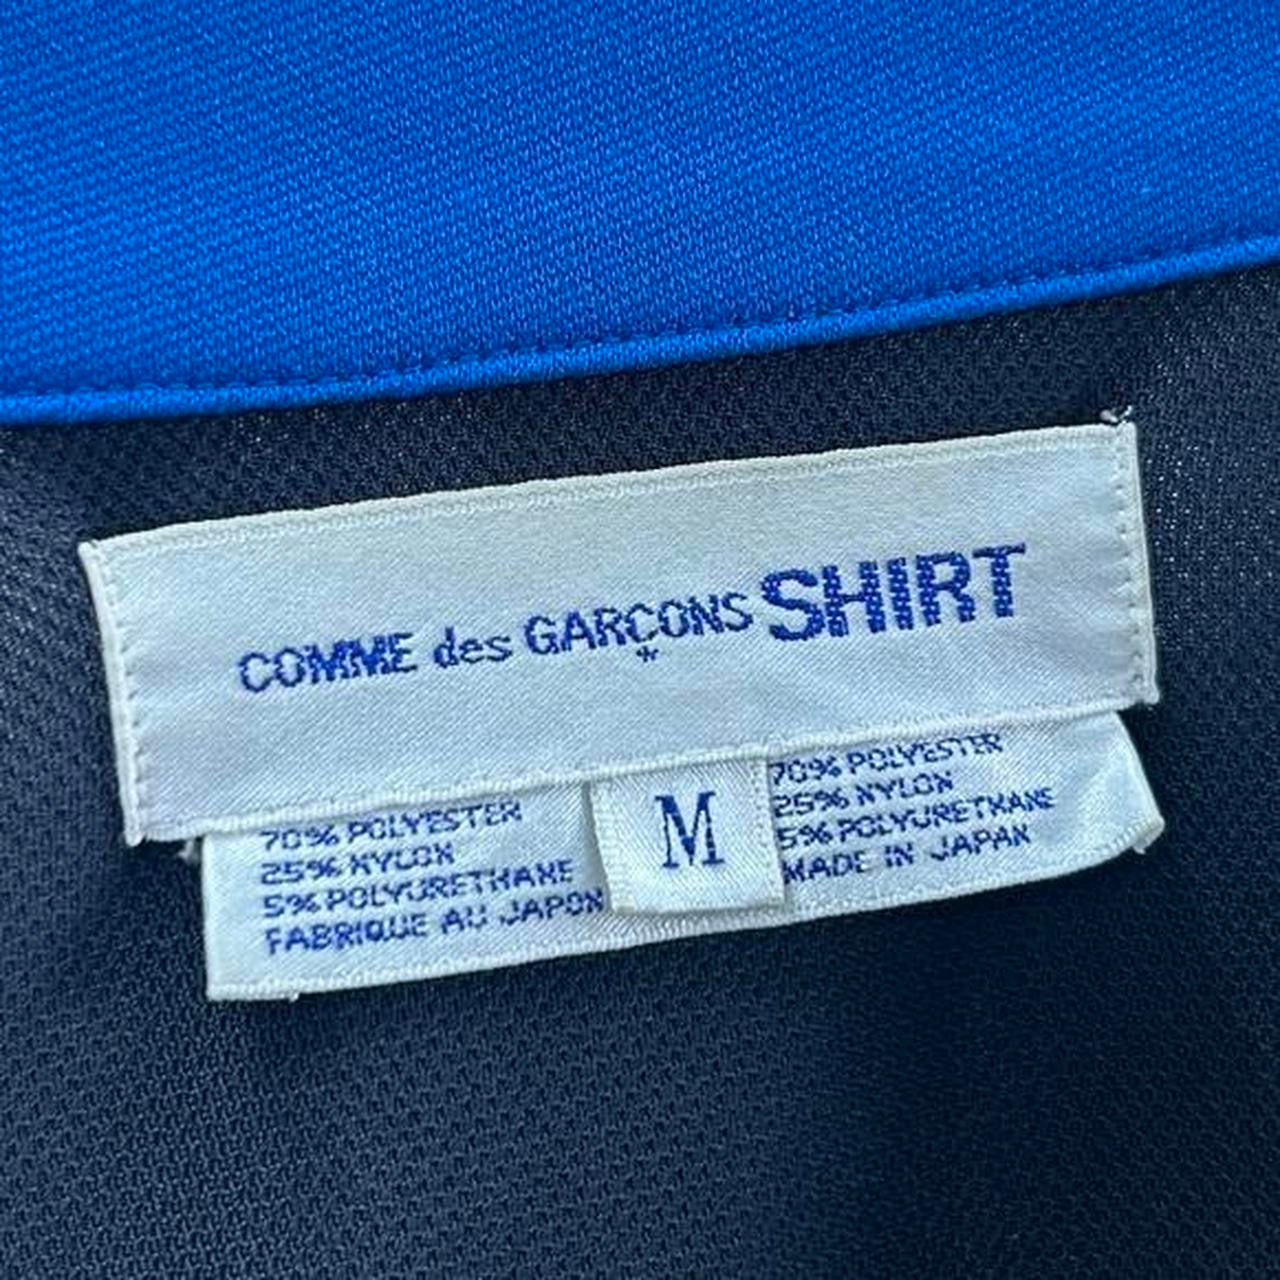 COMME des GARÇONS SHIRT
*
70% POLYESTER
25% NYLON
5% POLYURETHANE
FABRIQUE AU JAPON
M
70% POLYESTER
25% NYLON
5% POLYURETHANE
MADE IN JAPAN